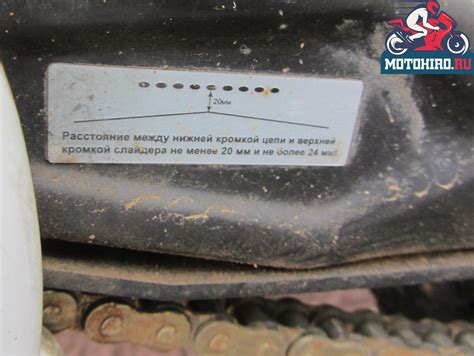 MOTOHIRO.RU
20мм
Расстояние между нижней кромкой цепи и верхней
кромкой слайдера не менее 20 мм и не более 24 мм!